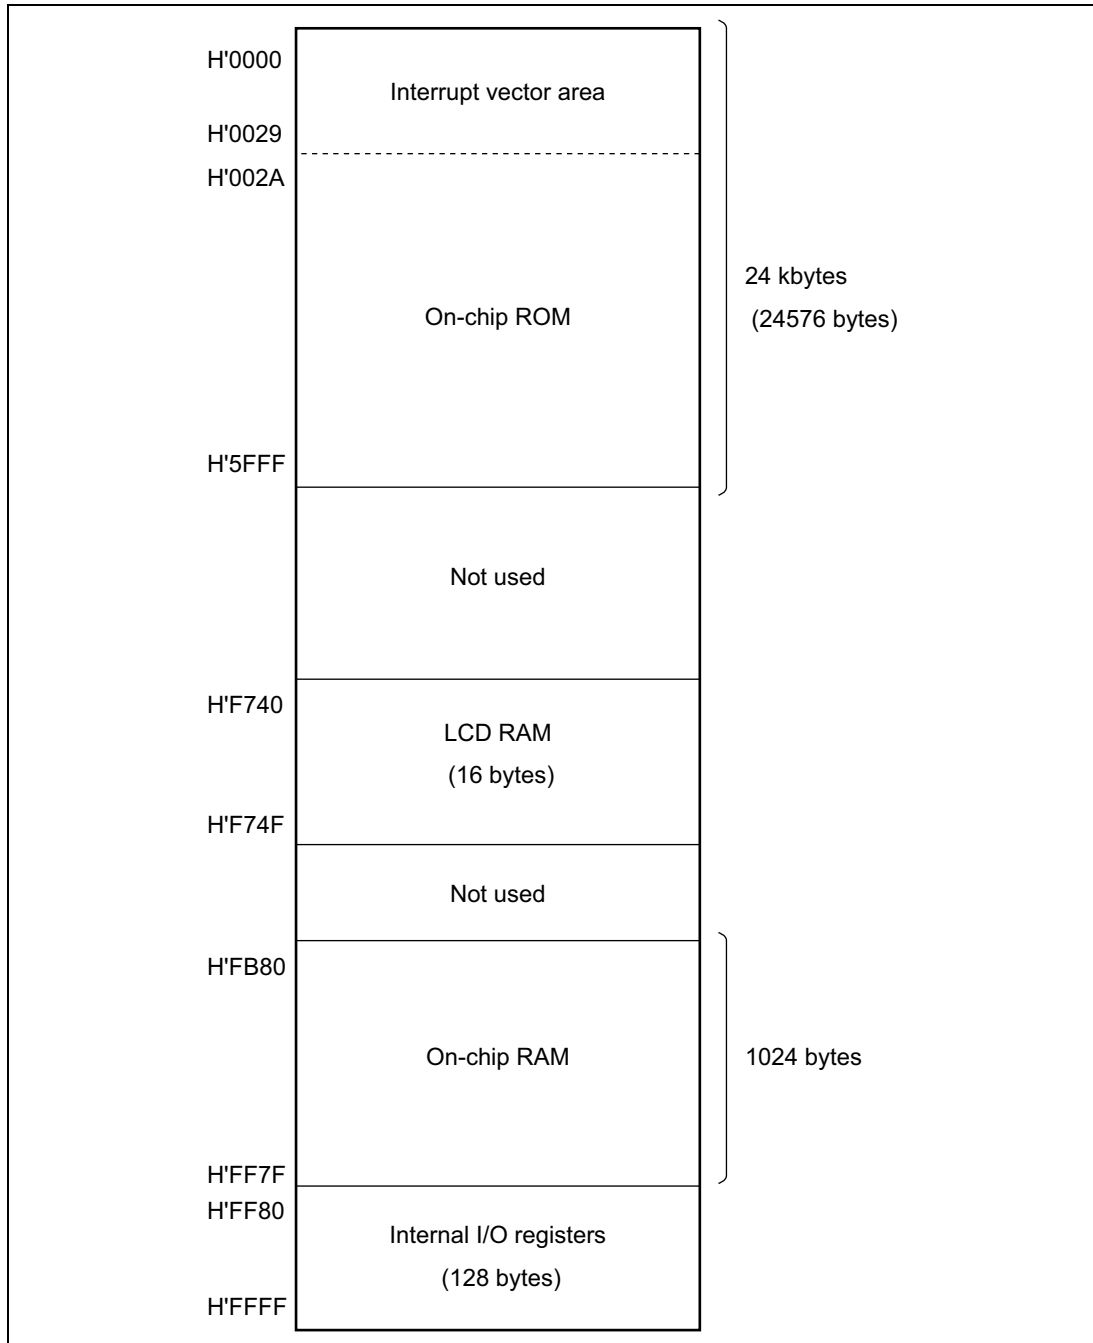 H'0000
Interrupt vector area
H'0029
H'002A
24 kbytes
(24576 bytes)
On-chip ROM
H'5FFF
Not used
H'F740
LCD RAM
(16 bytes)
H'F74F
Not used
H'FB80
On-chip RAM
1024 bytes
H'FF7F
H'FF80
Internal I/O registers
(128 bytes)
H'FFFF